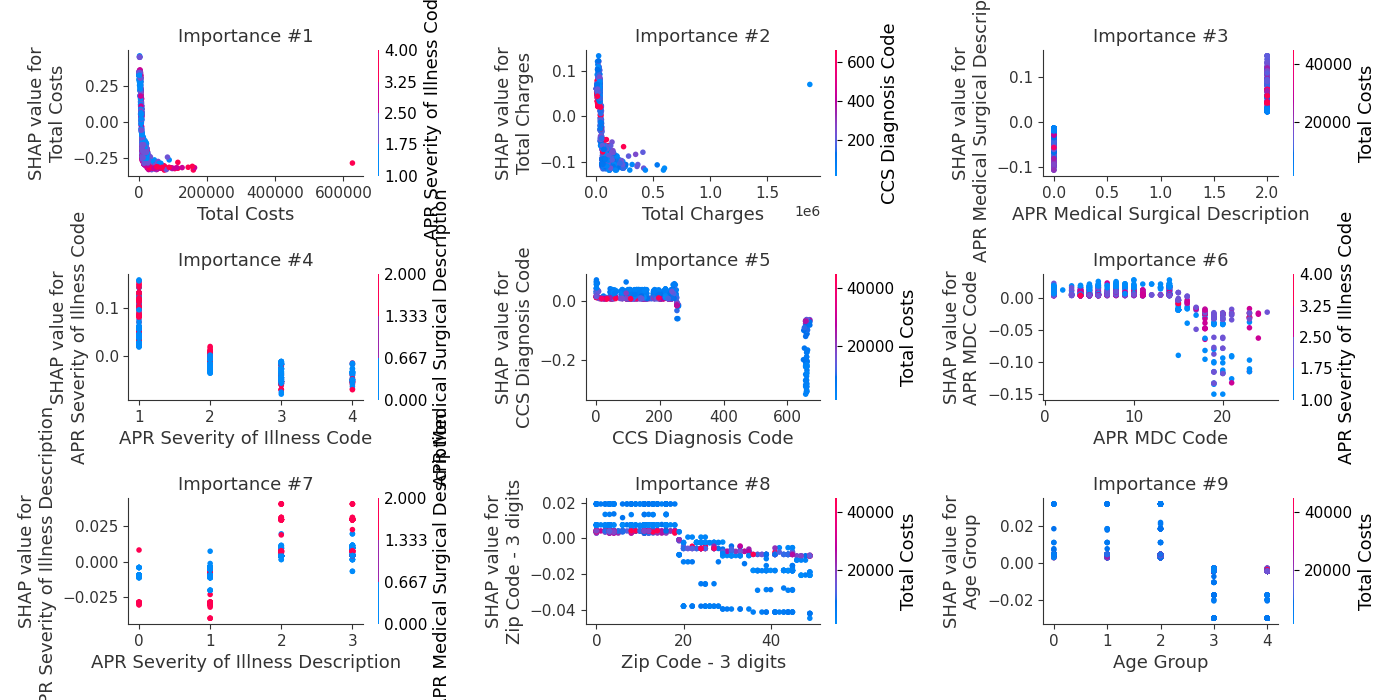 Importance #1
SHAP value for
Total Costs
0.25
0.00
−0.25
0
200000
400000
600000
Total Costs
4.00
3.25
2.50
1.75
1.00
APR Severity of Illness Code
Importance #2
SHAP value for
Total Charges
0.1
0.0
−0.1
0.0
0.5
1.0
1.5
1e6
Total Charges
600
400
200
CCS Diagnosis Code
Importance #3
SHAP value for
APR Medical Surgical Description
0.1
0.0
−0.1
0.0
0.5
1.0
1.5
2.0
APR Medical Surgical Description
40000
20000
Total Costs
Importance #4
SHAP value for
APR Severity of Illness Code
0.1
0.0
1
2
3
4
APR Severity of Illness Code
2.000
1.333
0.667
0.000
APR Medical Surgical Description
Importance #5
SHAP value for
CCS Diagnosis Code
0.0
−0.2
0
200
400
600
CCS Diagnosis Code
40000
20000
Total Costs
Importance #6
SHAP value for
APR MDC Code
0.00
−0.05
−0.10
−0.15
0
10
20
APR MDC Code
4.00
3.25
2.50
1.75
1.00
APR Severity of Illness Code
Importance #7
SHAP value for
APR Severity of Illness Description
0.025
0.000
−0.025
0
1
2
3
APR Severity of Illness Description
2.000
1.333
0.667
0.000
APR Medical Surgical Description
Importance #8
SHAP value for
Zip Code - 3 digits
0.02
0.00
−0.02
−0.04
0
20
40
Zip Code - 3 digits
40000
20000
Total Costs
Importance #9
SHAP value for
Age Group
0.02
0.00
−0.02
0
1
2
3
4
Age Group
40000
20000
Total Costs